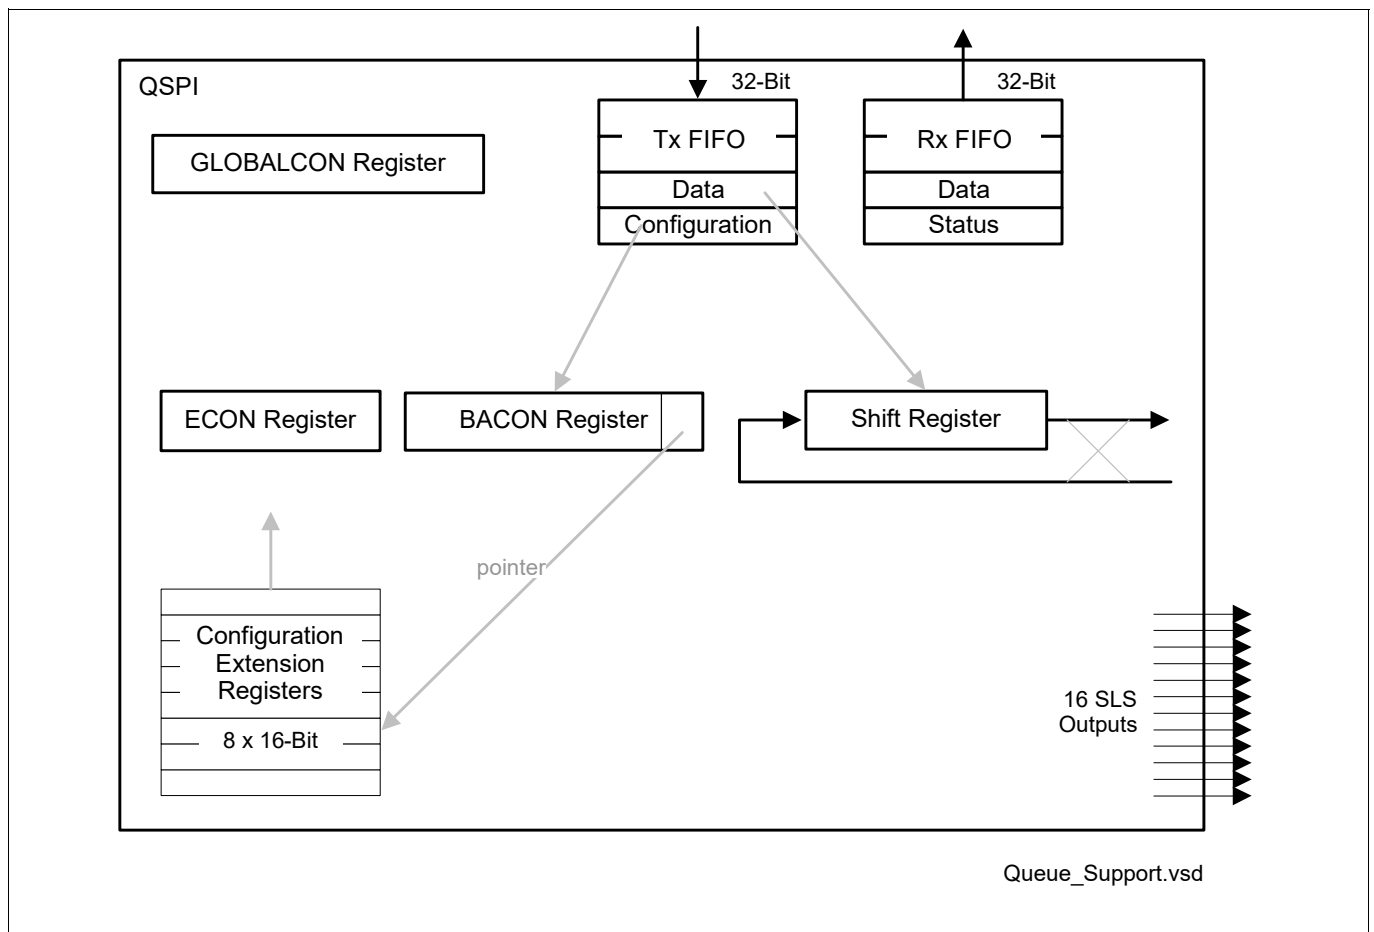 QSPI
32-Bit
32-Bit
GLOBALCON Register
Tx FIFO
Rx FIFO
Data
Data
Configuration
Status
ECON Register
BACON Register
Shift Register
pointer
Configuration
Extension
Registers
8 x 16-Bit
16 SLS
Outputs
Queue_Support.vsd